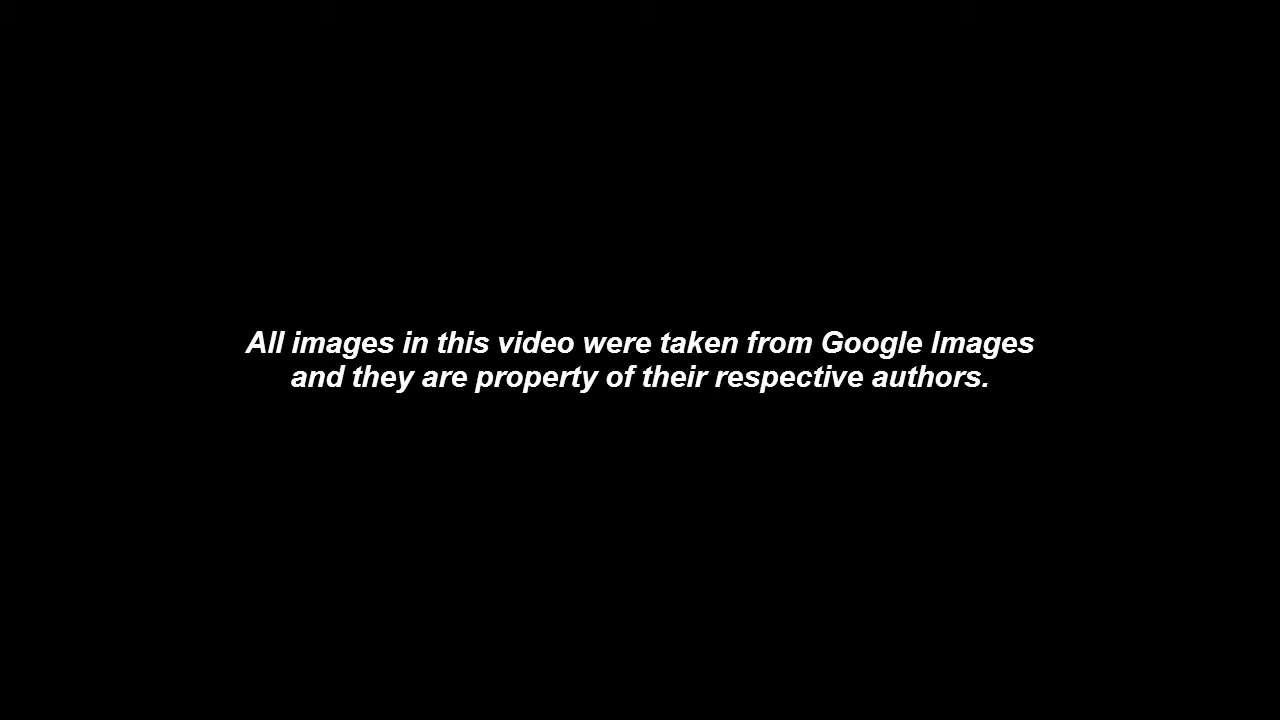 All images in this video were taken from Google Images
and they are property of their respective authors.